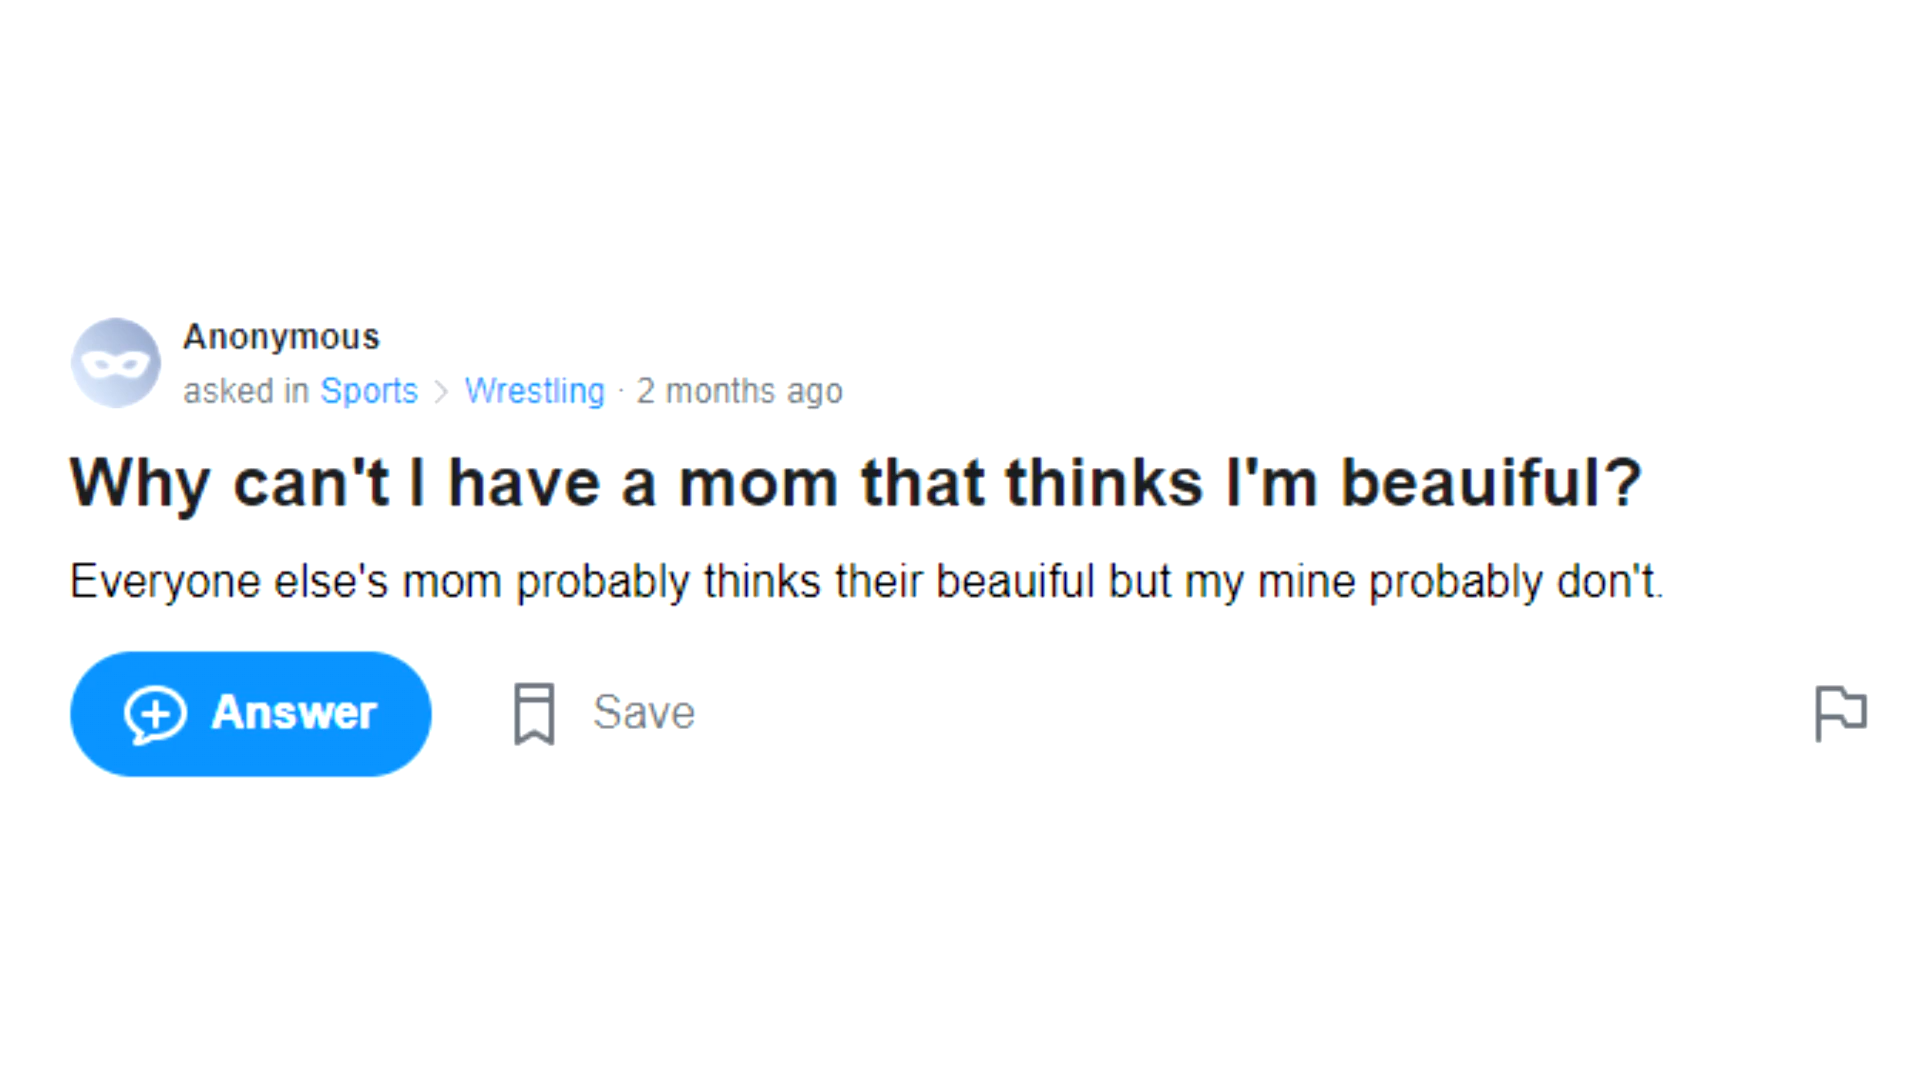 Anonymous
asked in Sports > Wrestling · 2 months ago
Why can't I have a mom that thinks I'm beauiful?
Everyone else's mom probably thinks their beauiful but my mine probably don't.
Answer Save